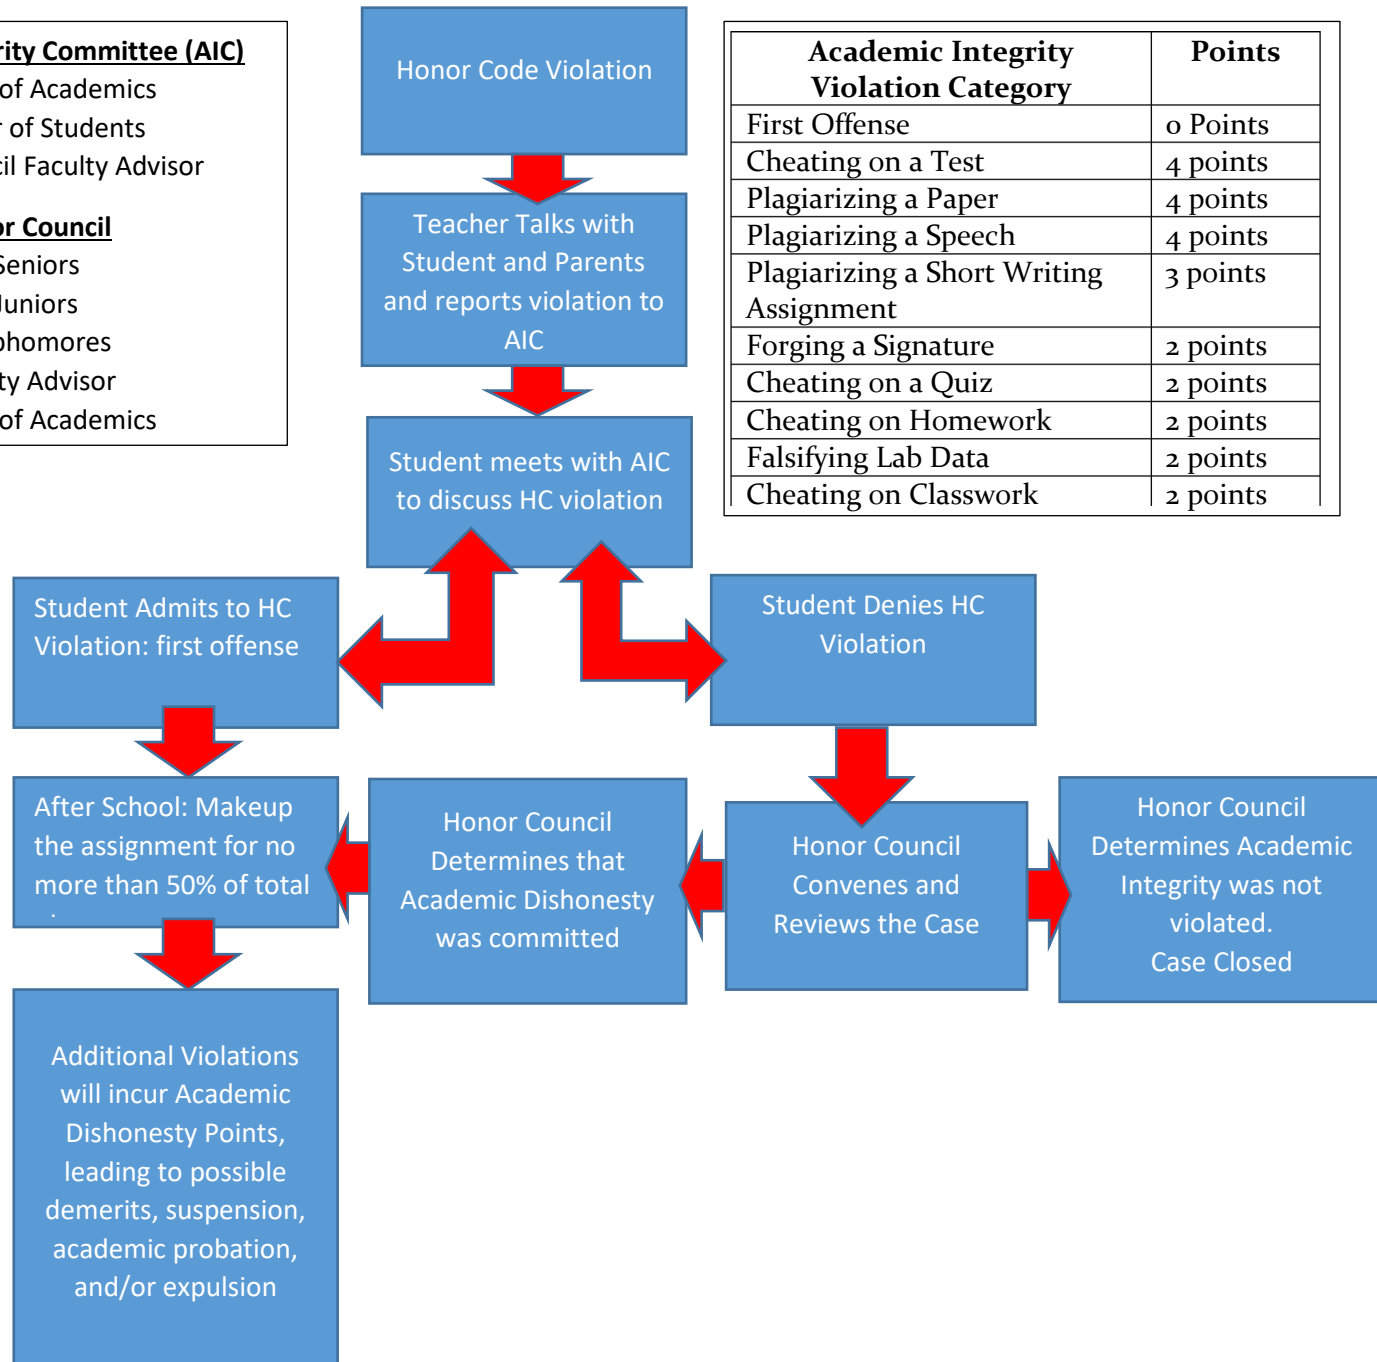 rity Committee (AIC)
of Academics
r of Students
cil Faculty Advisor
or Council
Seniors
Juniors
phomores
ty Advisor
of Academics
Honor Code Violation
Academic Integrity
Violation Category
Points
First Offense
0 Points
Cheating on a Test
4 points
Plagiarizing a Paper
4 points
Plagiarizing a Speech
4 points
Plagiarizing a Short Writing
Assignment
3 points
Forging a Signature
2 points
Cheating on a Quiz
2 points
Cheating on Homework
2 points
Falsifying Lab Data
2 points
Cheating on Classwork
2 points
Teacher Talks with
Student and Parents
and reports violation to
AIC
Student meets with AIC
to discuss HC violation
Student Admits to HC
Violation: first offense
Student Denies HC
Violation
After School: Makeup
the assignment for no
more than 50% of total
Honor Council
Determines that
Academic Dishonesty
was committed
Honor Council
Convenes and
Reviews the Case
Honor Council
Determines Academic
Integrity was not
violated.
Case Closed
Additional Violations
will incur Academic
Dishonesty Points,
leading to possible
demerits, suspension,
academic probation,
and/or expulsion